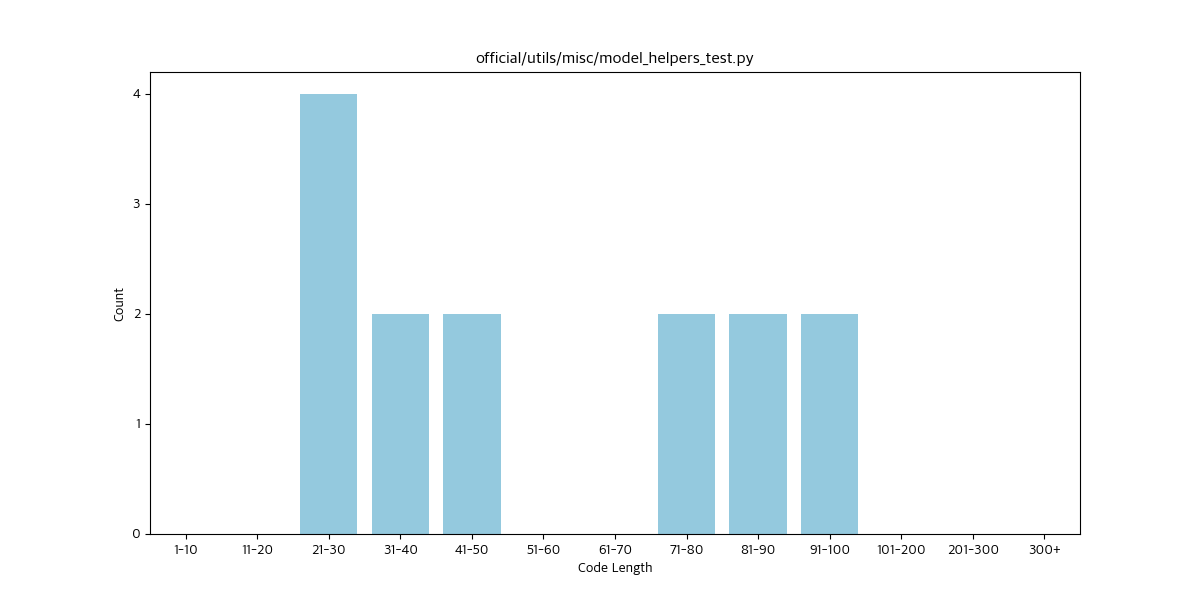 official/utils/misc/model_helpers_test.py
Count
4
3
2
1
0
1-10 11-20 21-30 31-40 41-50 51-60 61-70 71-80 81-90 91-100 101-200 201-300 300+
Code Length